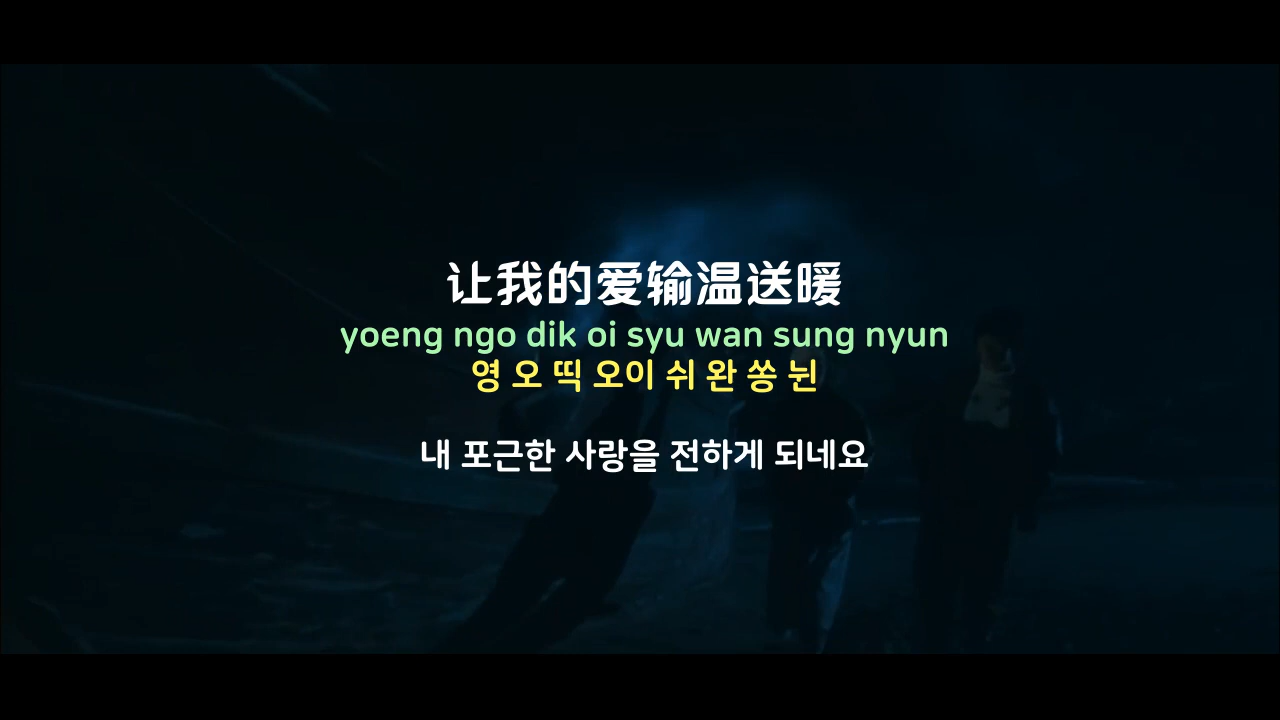 让我的爱输温送暖
yoeng ngo dik oi syu wan sung nyun
영 오 띡 오이 쉬 완 쏭 뉜
내 포근한 사랑을 전하게 되네요